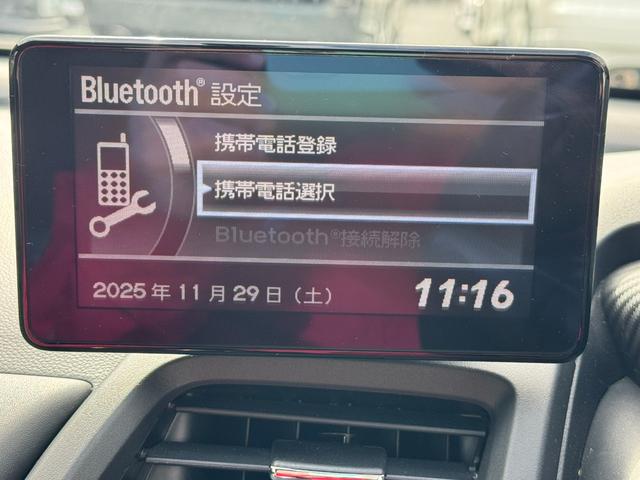 Bluetooth® 設定
携帯電話登録
携帯電話選択
Bluetooth®接続解除
2025 年 11 月 29 日（土） 11:16